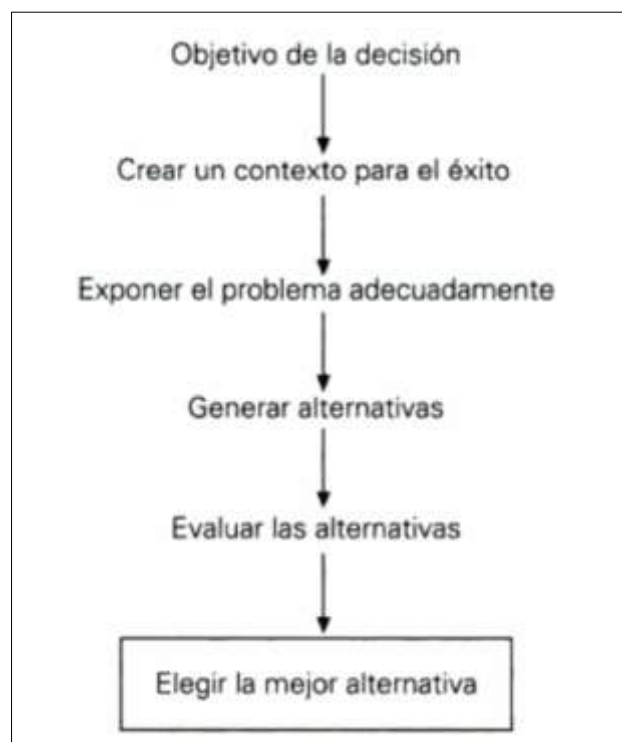 Objetivo de la decisión
Crear un contexto para el éxito
Exponer el problema adecuadamente
Generar alternativas
Evaluar las alternativas
Elegir la mejor alternativa